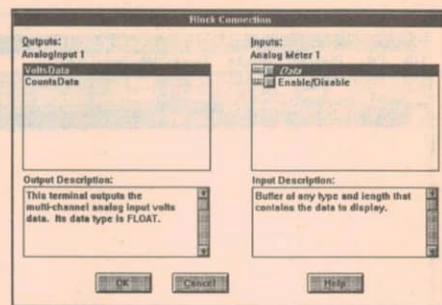 Block Connection
Outputs:
AnalogInput 1
VoltsData
CountsData
Inputs:
Analog Meter 1
Data
Enable/Disable
Output Description:
This terminal outputs the
multi-channel analog input volts
data. Its data type is FLOAT.
Input Description:
Buffer of any type and length that
contains the data to display.
OK
Cancel
Help